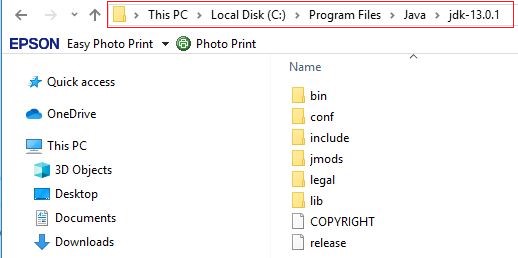 This PC > Local Disk (C:) > Program Files > Java > jdk-13.0.1
EPSON Easy Photo Print Photo Print
Name
Quick access
OneDrive
This PC
3D Objects
Desktop
Documents
Downloads
bin
conf
include
jmods
legal
lib
COPYRIGHT
release